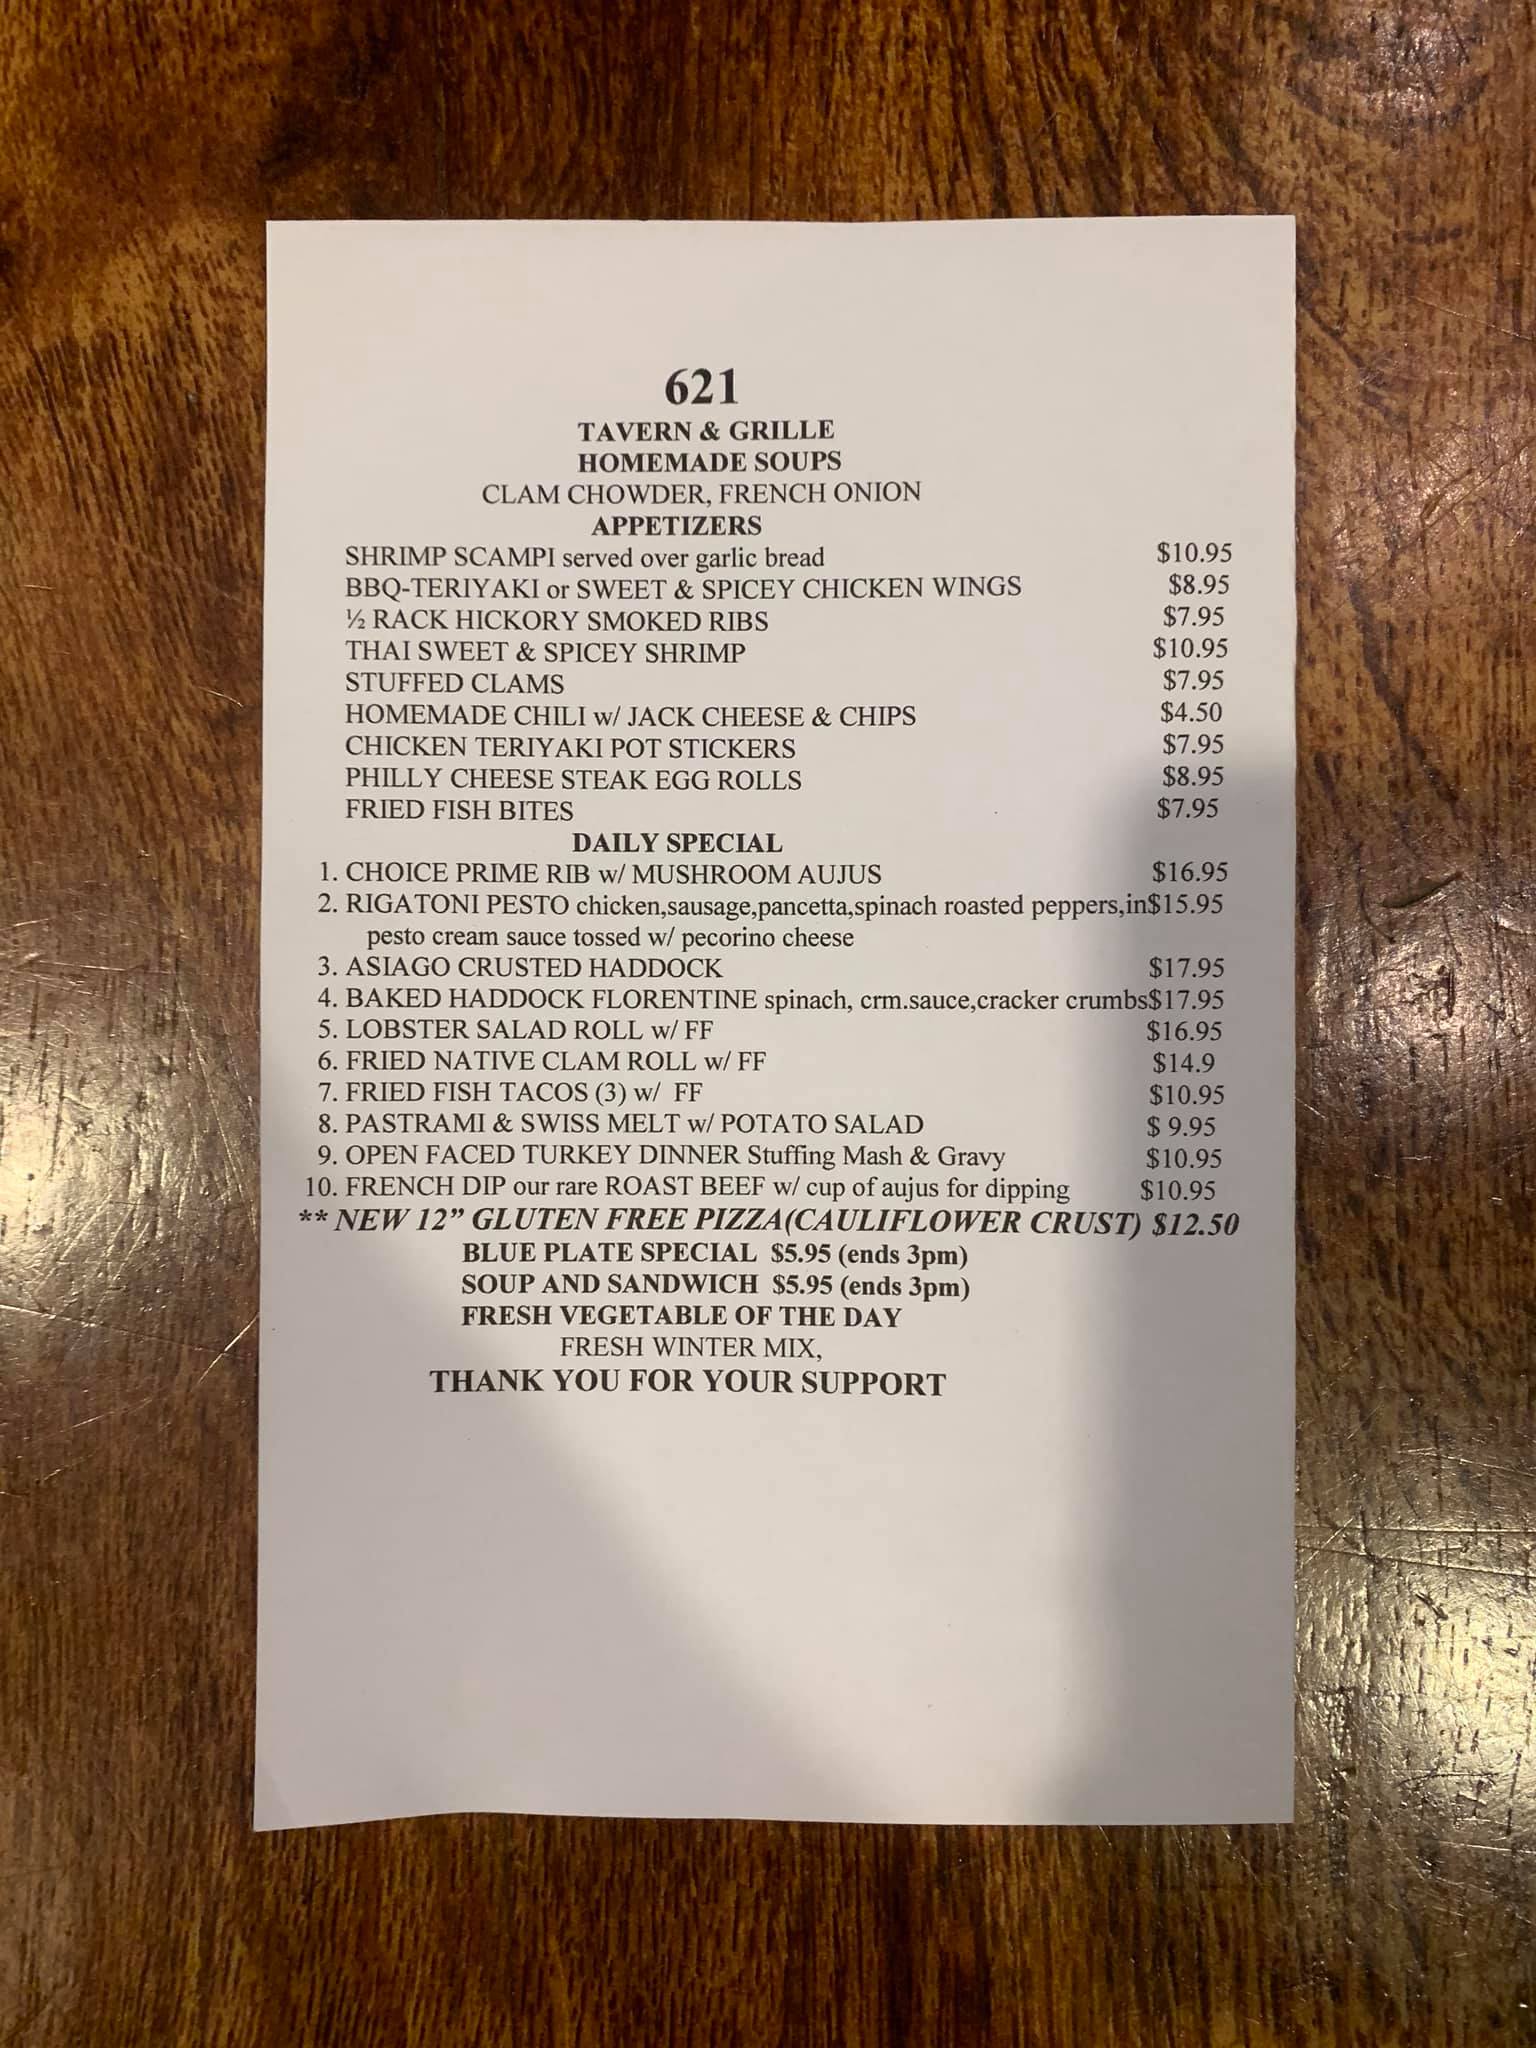 621
TAVERN & GRILLE
HOMEMADE SOUPS
CLAM CHOWDER, FRENCH ONION
APPETIZERS
SHRIMP SCAMPI served over garlic bread $10.95
BBQ-TERIYAKI or SWEET & SPICEY CHICKEN WINGS $8.95
½ RACK HICKORY SMOKED RIBS $7.95
THAI SWEET & SPICEY SHRIMP $10.95
STUFFED CLAMS $7.95
HOMEMADE CHILI w/ JACK CHEESE & CHIPS $4.50
CHICKEN TERIYAKI POT STICKERS $7.95
PHILLY CHEESE STEAK EGG ROLLS $8.95
FRIED FISH BITES $7.95
DAILY SPECIAL
1. CHOICE PRIME RIB w/ MUSHROOM AUJUS $16.95
2. RIGATONI PESTO chicken,sausage,pancetta,spinach roasted peppers,in$15.95
pesto cream sauce tossed w/ pecorino cheese
3. ASIAGO CRUSTED HADDOCK $17.95
4. BAKED HADDOCK FLORENTINE spinach, crm.sauce,cracker crumbs$17.95
5. LOBSTER SALAD ROLL w/ FF $16.95
6. FRIED NATIVE CLAM ROLL w/ FF $14.9
7. FRIED FISH TACOS (3) w/ FF $10.95
8. PASTRAMI & SWISS MELT w/ POTATO SALAD $ 9.95
9. OPEN FACED TURKEY DINNER Stuffing Mash & Gravy $10.95
10. FRENCH DIP our rare ROAST BEEF w/ cup of aujus for dipping $10.95
** NEW 12” GLUTEN FREE PIZZA(CAULIFLOWER CRUST) $12.50
BLUE PLATE SPECIAL $5.95 (ends 3pm)
SOUP AND SANDWICH $5.95 (ends 3pm)
FRESH VEGETABLE OF THE DAY
FRESH WINTER MIX,
THANK YOU FOR YOUR SUPPORT